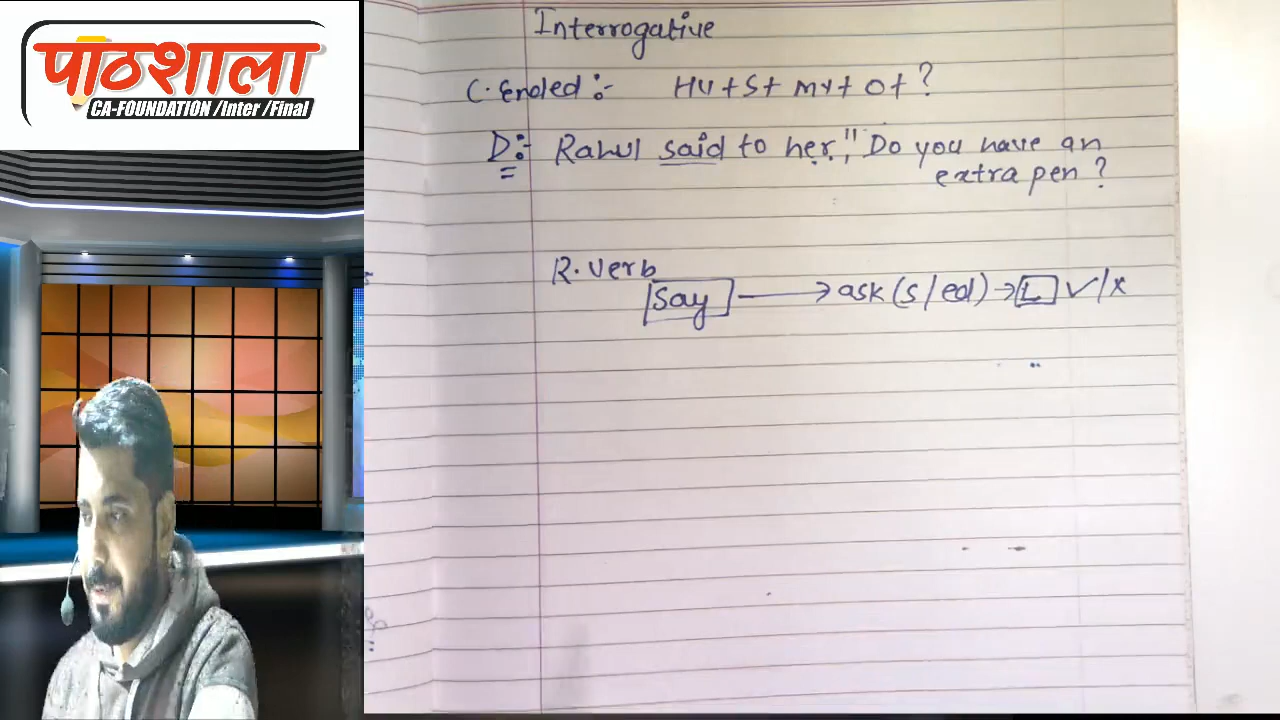 पाठशाला
CA-FOUNDATION /Inter /Final
Interrogative
C. Ended :- HV + S + MV + O + ?
D:- Rahul said to her, "Do you have an
extra pen ?
R. verb
Say → ask (s/ed) → L ✓/x